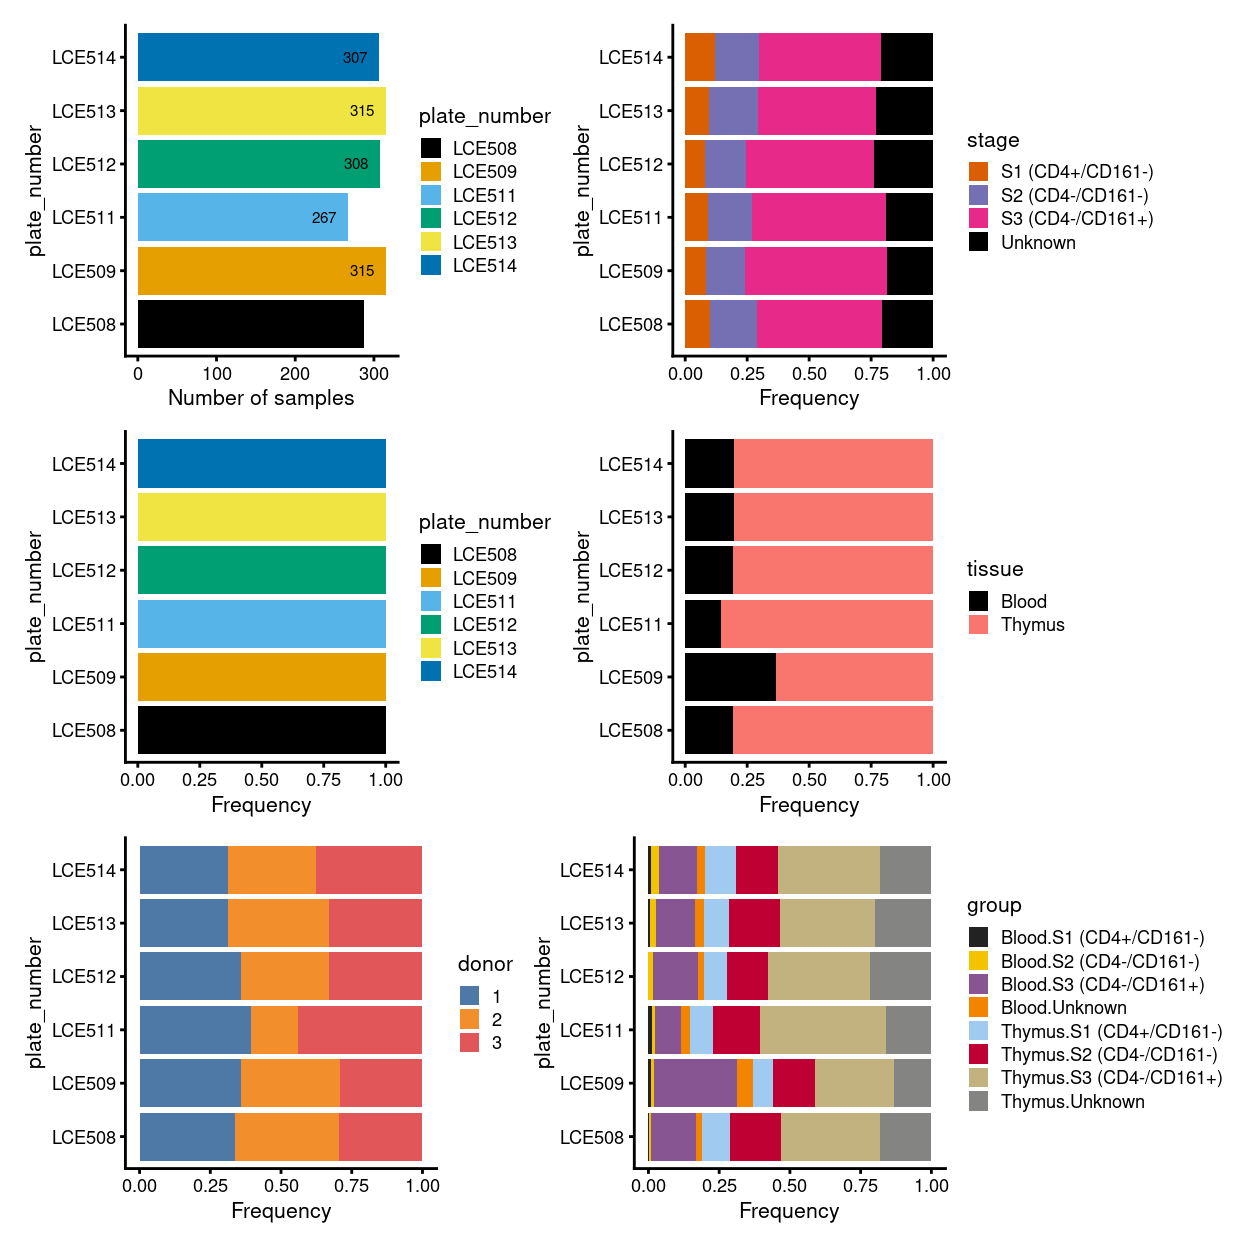 LCE514
LCE513
LCE512
LCE511
LCE509
LCE508
307
315
308
267
315
plate_number
0
100
200
300
Number of samples
plate_number
LCE508
LCE509
LCE511
LCE512
LCE513
LCE514
LCE514
LCE513
LCE512
LCE511
LCE509
LCE508
plate_number
0.00
0.25
0.50
0.75
1.00
Frequency
stage
S1 (CD4+/CD161-)
S2 (CD4-/CD161-)
S3 (CD4-/CD161+)
Unknown
LCE514
LCE513
LCE512
LCE511
LCE509
LCE508
plate_number
0.00
0.25
0.50
0.75
1.00
Frequency
plate_number
LCE508
LCE509
LCE511
LCE512
LCE513
LCE514
LCE514
LCE513
LCE512
LCE511
LCE509
LCE508
plate_number
0.00
0.25
0.50
0.75
1.00
Frequency
tissue
Blood
Thymus
LCE514
LCE513
LCE512
LCE511
LCE509
LCE508
plate_number
0.00
0.25
0.50
0.75
1.00
Frequency
donor
1
2
3
LCE514
LCE513
LCE512
LCE511
LCE509
LCE508
plate_number
0.00
0.25
0.50
0.75
1.00
Frequency
group
Blood.S1 (CD4+/CD161-)
Blood.S2 (CD4-/CD161-)
Blood.S3 (CD4-/CD161+)
Blood.Unknown
Thymus.S1 (CD4+/CD161-)
Thymus.S2 (CD4-/CD161-)
Thymus.S3 (CD4-/CD161+)
Thymus.Unknown